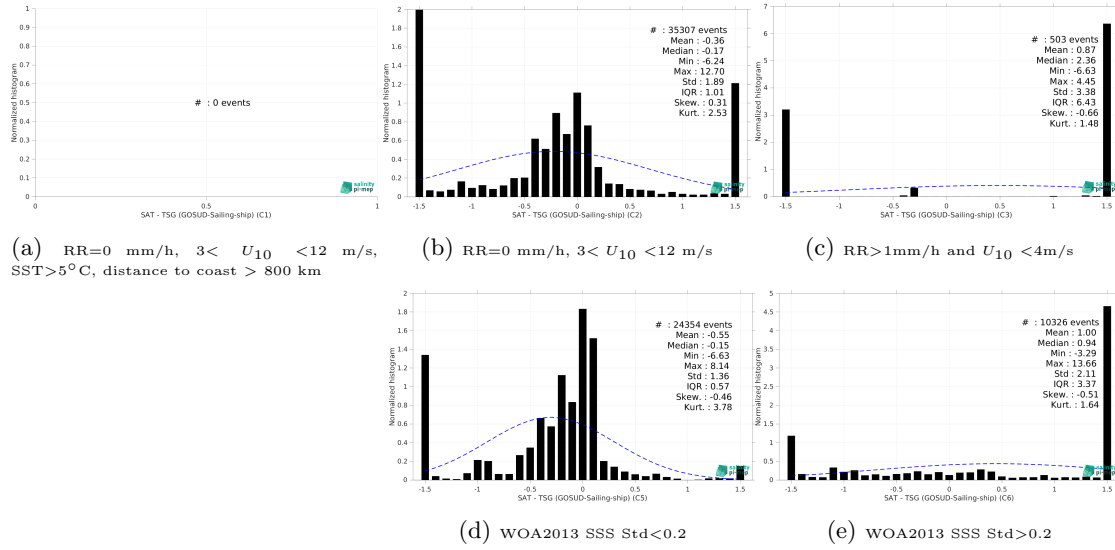 Normalized histogram
1
0.9
0.8
0.7
0.6
0.5
0.4
0.3
0.2
0.1
0
# : 0 events
salinity
pi-mep
0
0.5
1
SAT - TSG (GOSUD-Sailing-ship) (C1)
(a) RR=0 mm/h, 3< U10 <12 m/s,
SST>5°C, distance to coast > 800 km
Normalized histogram
2
1.8
1.6
1.4
1.2
1
0.8
0.6
0.4
0.2
0
# : 35307 events
Mean : -0.36
Median : -0.17
Min : -6.24
Max : 12.70
Std : 1.89
IQR : 1.01
Skew. : 0.31
Kurt. : 2.53
salinity
pi-mep
-1.5
-1
-0.5
0
0.5
1
1.5
SAT - TSG (GOSUD-Sailing-ship) (C2)
(b) RR=0 mm/h, 3< U10 <12 m/s
Normalized histogram
7
6
5
4
3
2
1
0
# : 503 events
Mean : 0.87
Median : 2.36
Min : -6.63
Max : 4.45
Std : 3.38
IQR : 6.43
Skew. : -0.66
Kurt. : 1.48
salinity
pi-mep
-1.5
-1
-0.5
0
0.5
1
1.5
SAT - TSG (GOSUD-Sailing-ship) (C3)
(c) RR>1mm/h and U10 <4m/s
Normalized histogram
2
1.8
1.6
1.4
1.2
1
0.8
0.6
0.4
0.2
0
# : 24354 events
Mean : -0.55
Median : -0.15
Min : -6.63
Max : 8.14
Std : 1.36
IQR : 0.57
Skew. : -0.46
Kurt. : 3.78
salinity
pi-mep
-1.5
-1
-0.5
0
0.5
1
1.5
SAT - TSG (GOSUD-Sailing-ship) (C5)
(d) WOA2013 SSS Std<0.2
Normalized histogram
5
4.5
4
3.5
3
2.5
2
1.5
1
0.5
0
# : 10326 events
Mean : 1.00
Median : 0.94
Min : -3.29
Max : 13.66
Std : 2.11
IQR : 3.37
Skew. : -0.51
Kurt. : 1.64
salinity
pi-mep
-1.5
-1
-0.5
0
0.5
1
1.5
SAT - TSG (GOSUD-Sailing-ship) (C6)
(e) WOA2013 SSS Std>0.2